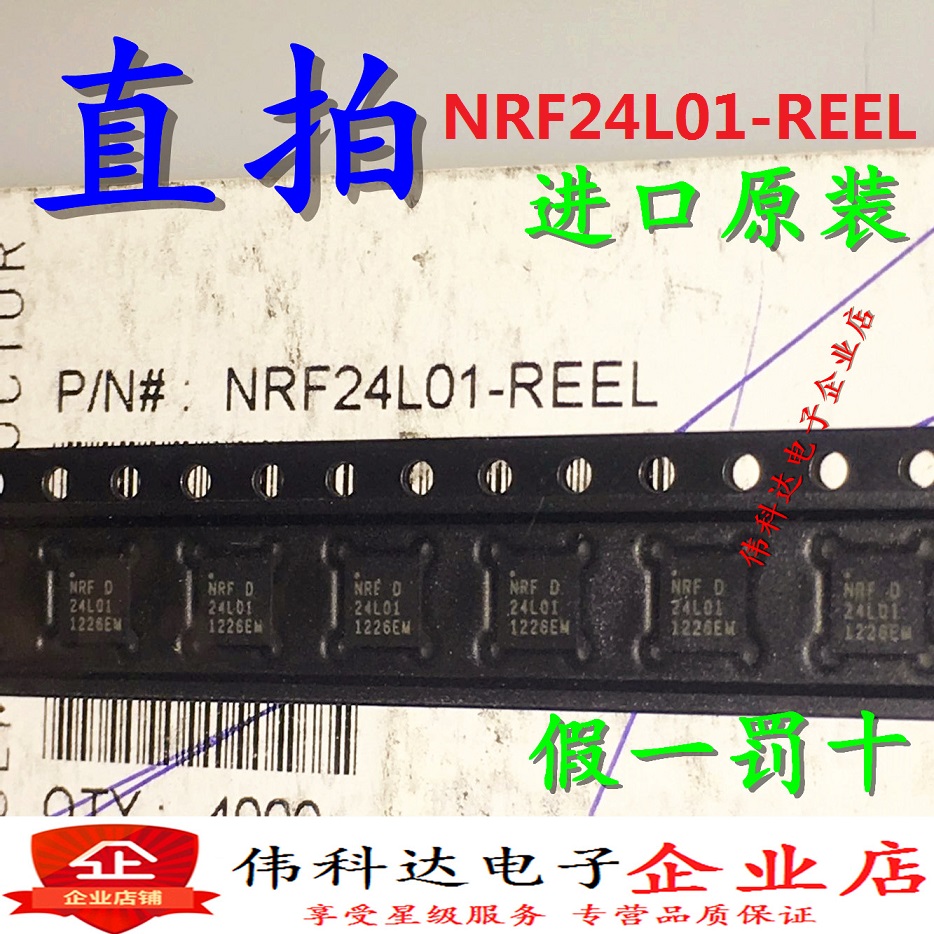 直拍
NRF24L01-REEL
进口原装
P/N# : NRF24L01-REEL
伟科达电子企业店
NRF D
24L01
1226EM
NRF D
24L01
1226EM
NRF D
24L01
1226EM
NRF D
24L01
1226EM
NRF D
24L01
1226EM
NRF D
24L01
1226EM
假一罚十
QTY : 4000
企
企业店铺
伟科达电子企业店
享受星级服务 专营品质保证